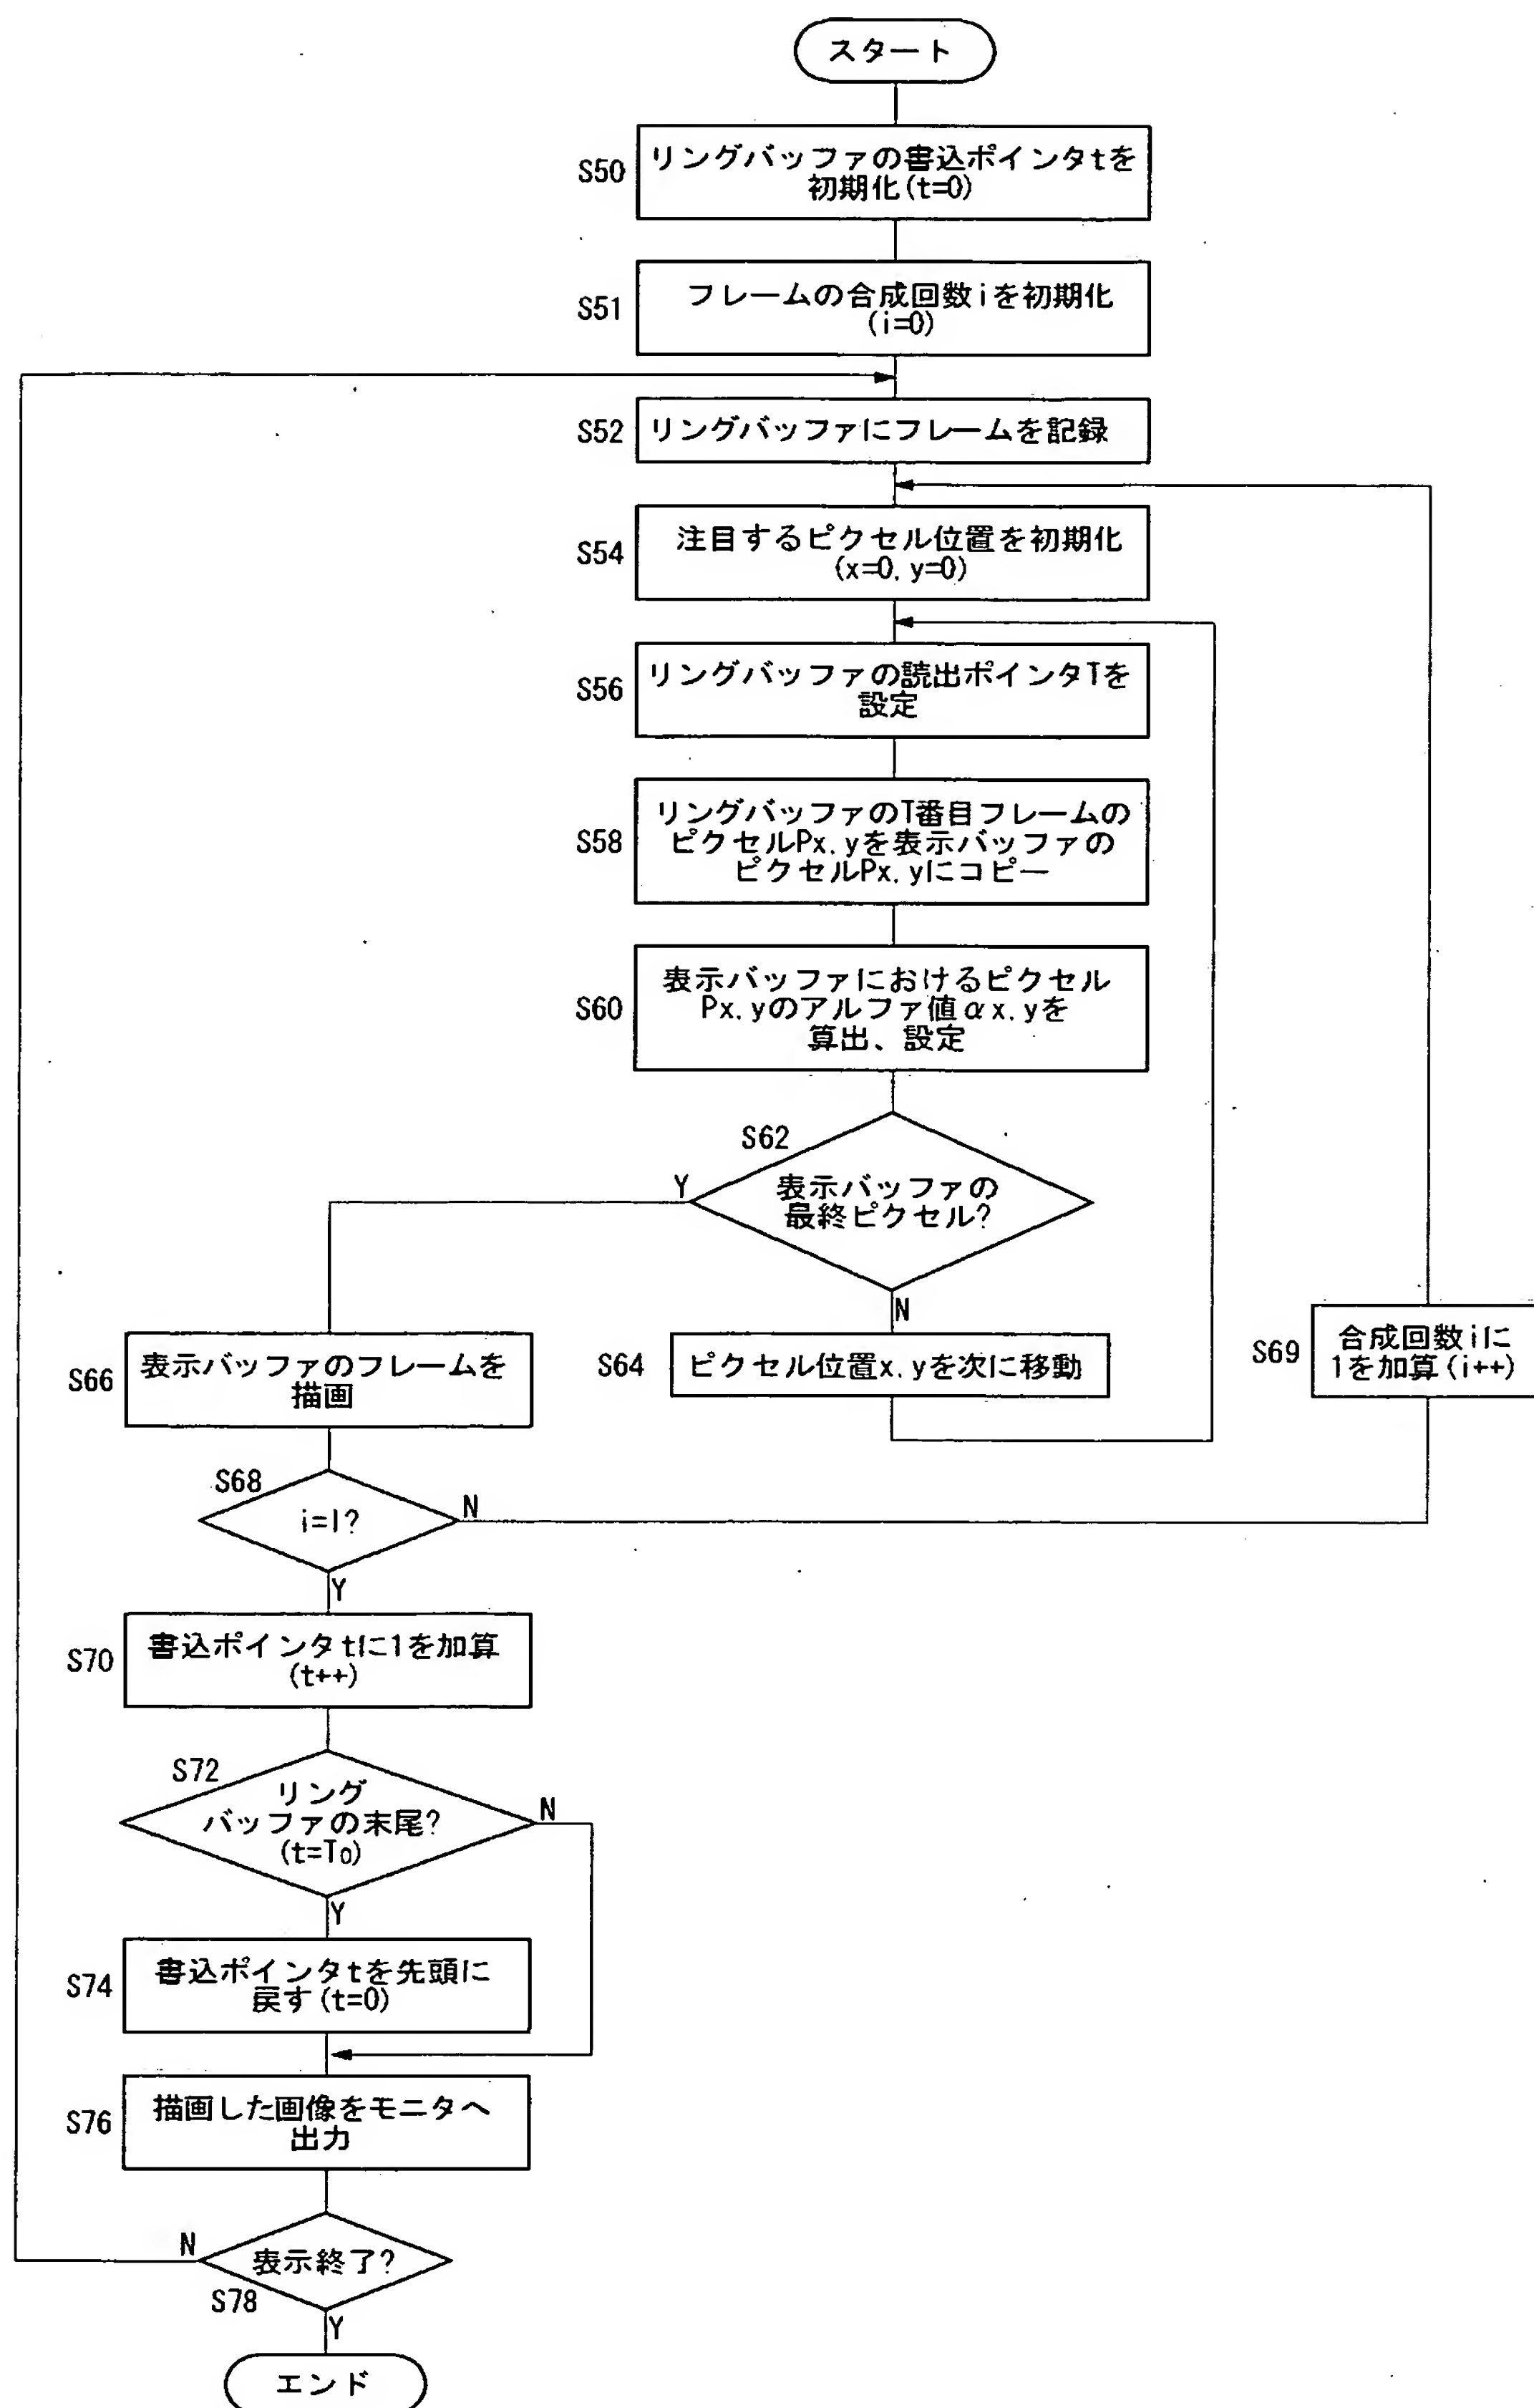 スタート
S50
リングバッファの書込ポインタtを
初期化(t=0)
S51
フレームの合成回数iを初期化
(i=0)
S52
リングバッファにフレームを記録
S54
注目するピクセル位置を初期化
(x=0, y=0)
S56
リングバッファの読出ポインタTを
設定
S58
リングバッファのT番目フレームの
ピクセルPx, yを表示バッファの
ピクセルPx, yにコピー
S60
表示バッファにおけるピクセル
Px, yのアルファ値αx, yを
算出、設定
S62
表示バッファの
最終ピクセル?
Y
N
S64
ピクセル位置x, yを次に移動
S69
合成回数iに
1を加算(i++)
S66
表示バッファのフレームを
描画
S68
i=I?
N
Y
S70
書込ポインタtに1を加算
(t++)
S72
リング
バッファの末尾?
(t=T0)
N
Y
S74
書込ポインタtを先頭に
戻す(t=0)
S76
描画した画像をモニタへ
出力
N
表示終了?
S78
Y
エンド